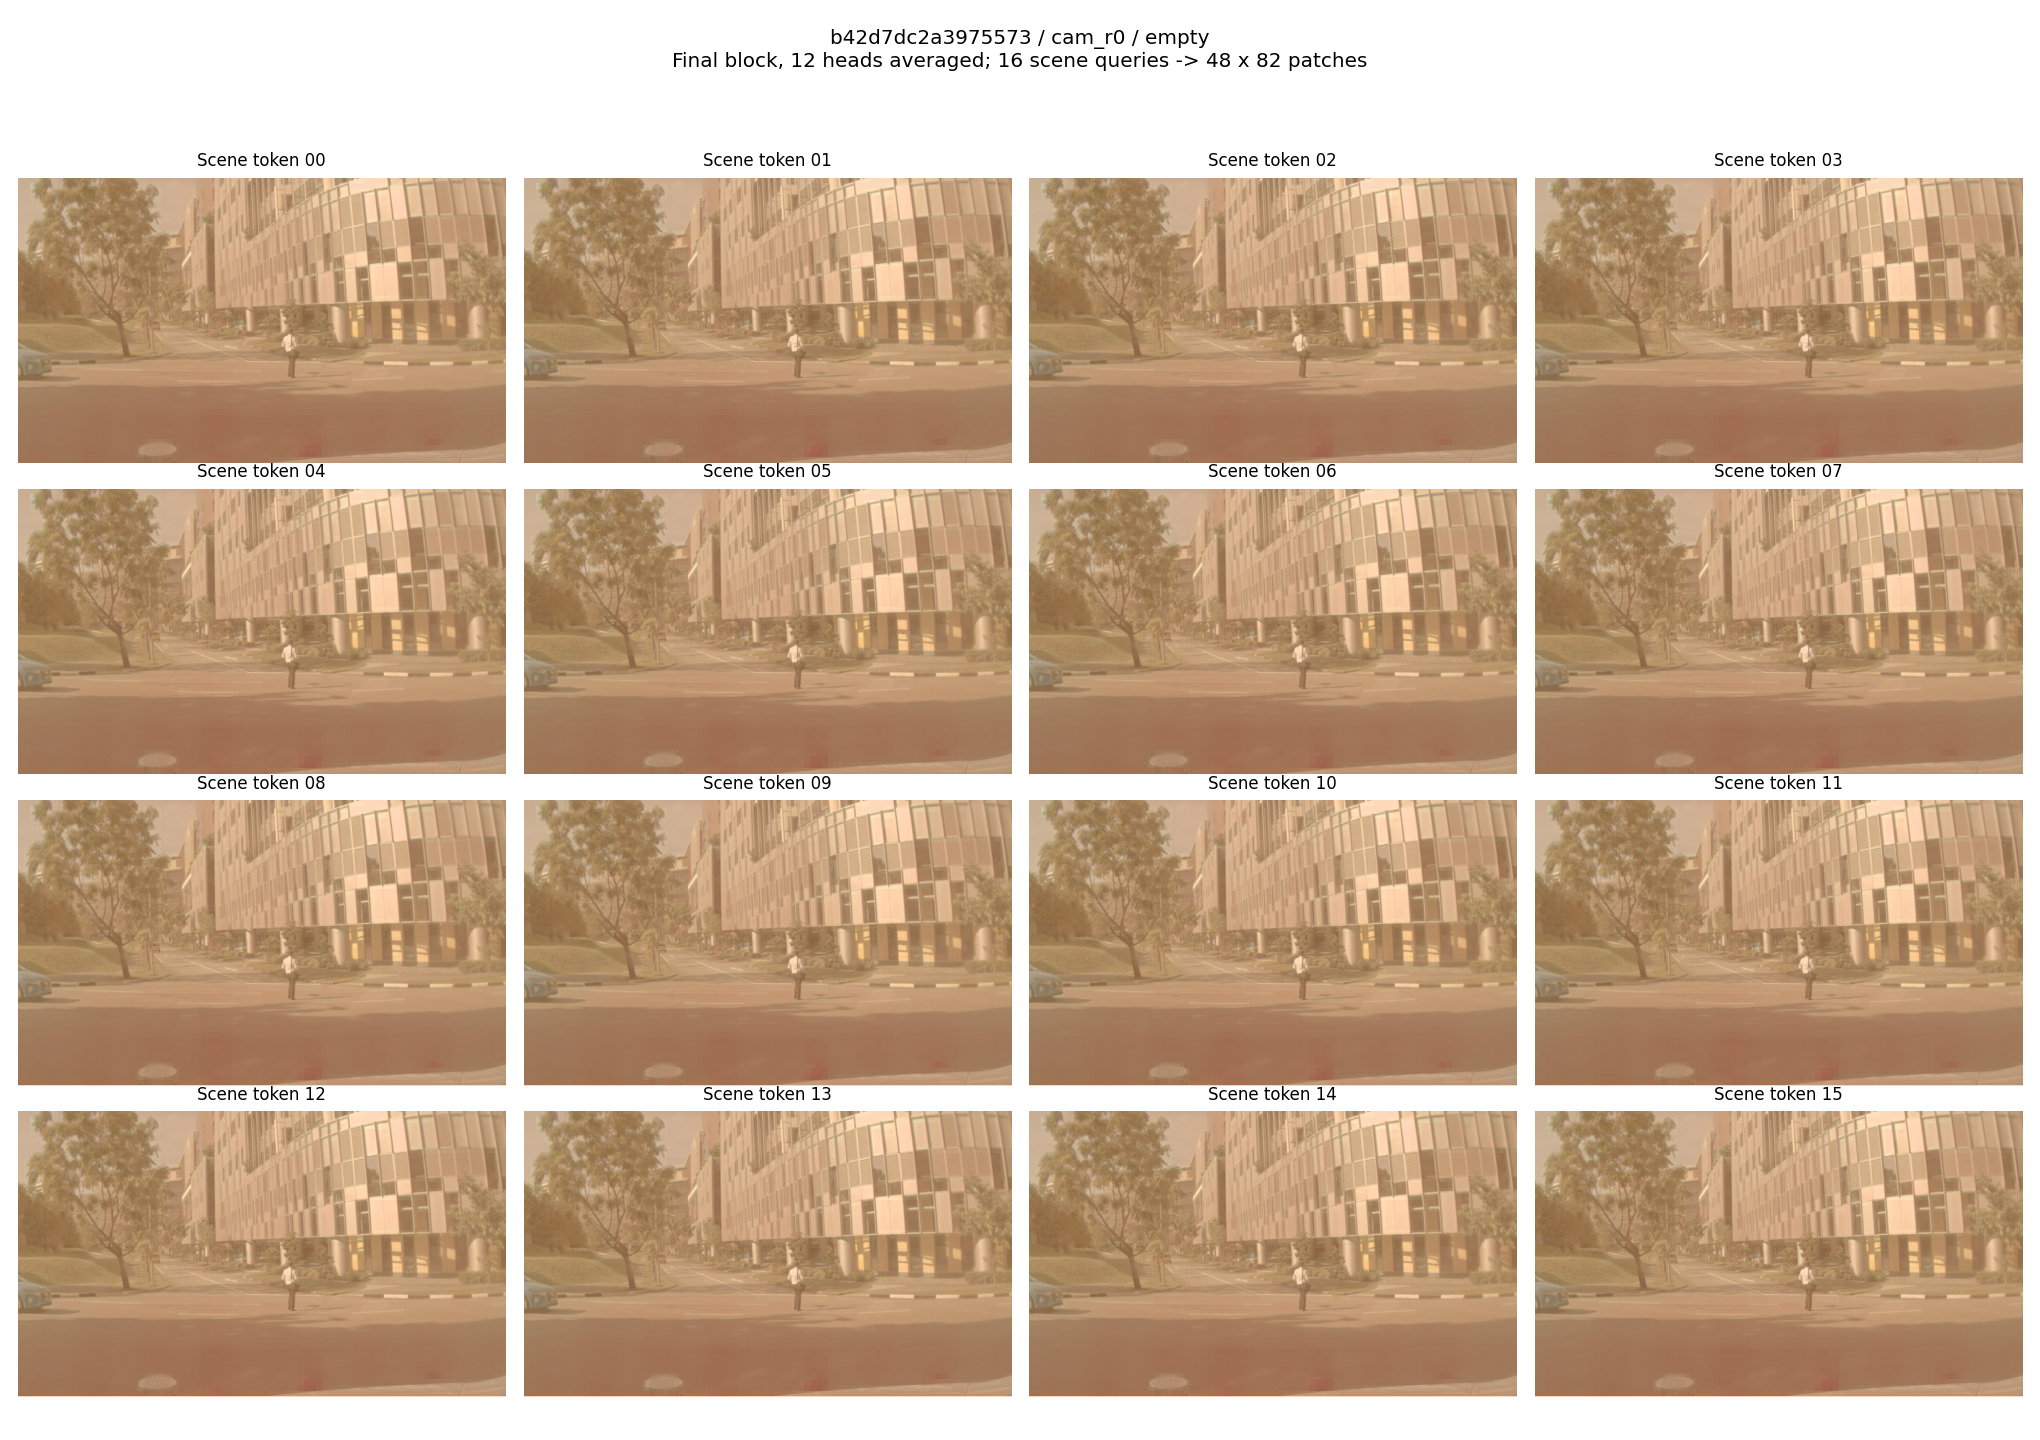 b42d7dc2a3975573 / cam_r0 / empty
Final block, 12 heads averaged; 16 scene queries -> 48 x 82 patches
Scene token 00
Scene token 01
Scene token 02
Scene token 03
Scene token 04
Scene token 05
Scene token 06
Scene token 07
Scene token 08
Scene token 09
Scene token 10
Scene token 11
Scene token 12
Scene token 13
Scene token 14
Scene token 15